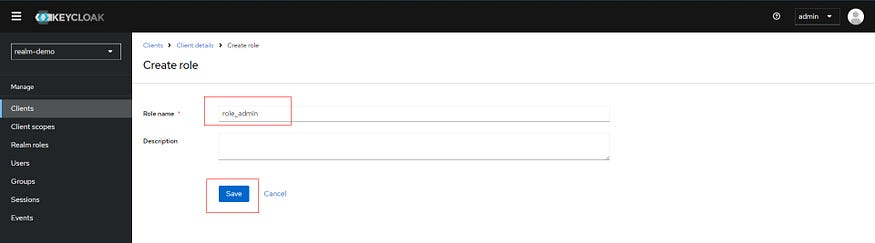 KEYCLOAK
admin
realm-demo
Manage
Clients
Client scopes
Realm roles
Users
Groups
Sessions
Events
Clients > Client details > Create role
Create role
Role name *
role_admin
Description
Save Cancel